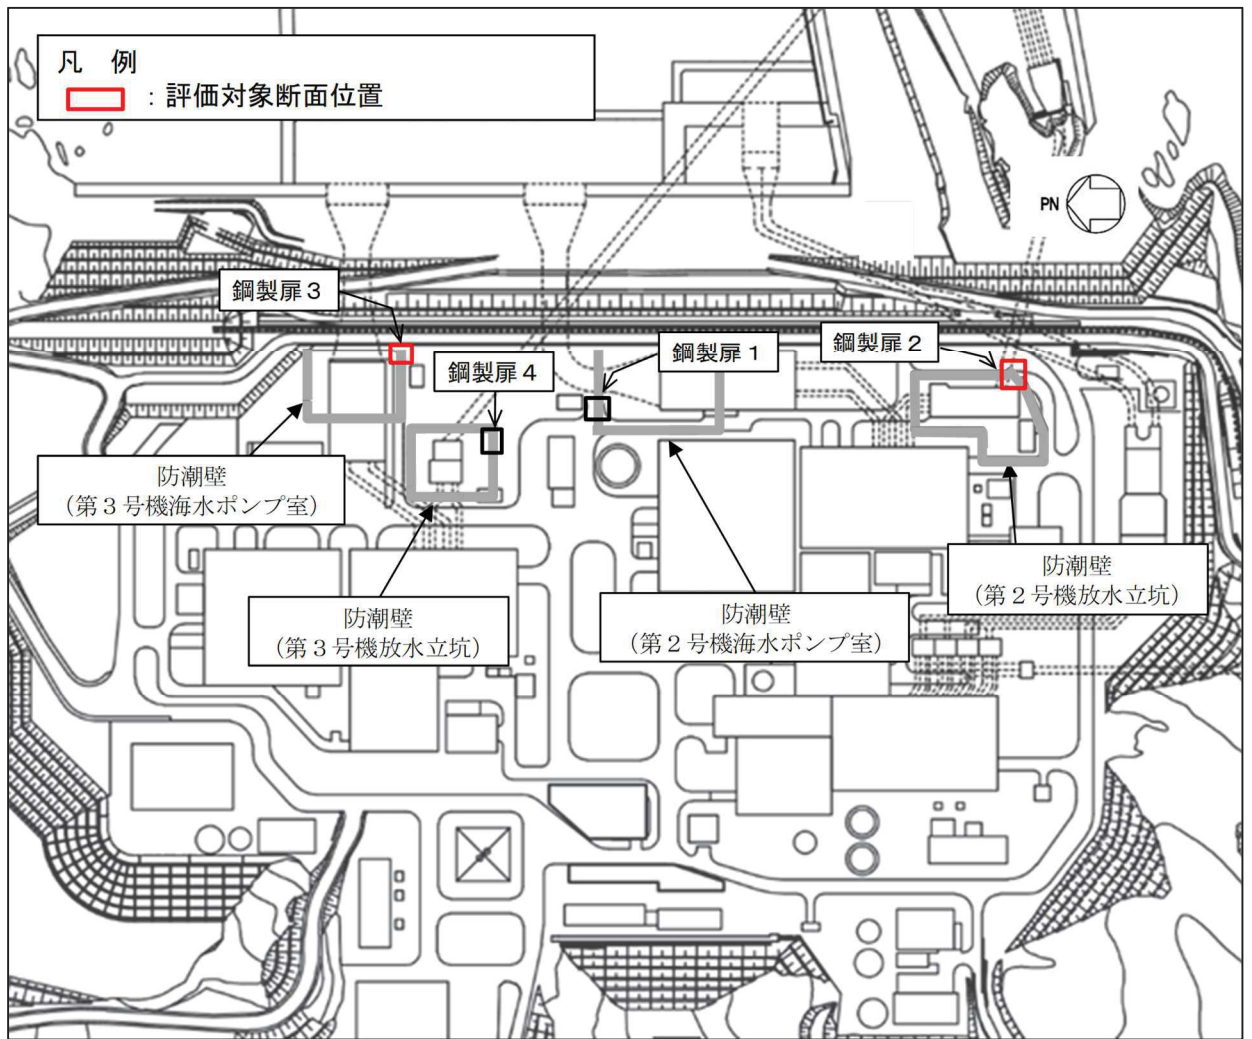 凡　例
：評価対象断面位置
PN
鋼製扉３
鋼製扉１
鋼製扉２
鋼製扉４
防潮壁
（第３号機海水ポンプ室）
防潮壁
（第２号機放水立坑）
防潮壁
（第３号機放水立坑）
防潮壁
（第２号機海水ポンプ室）